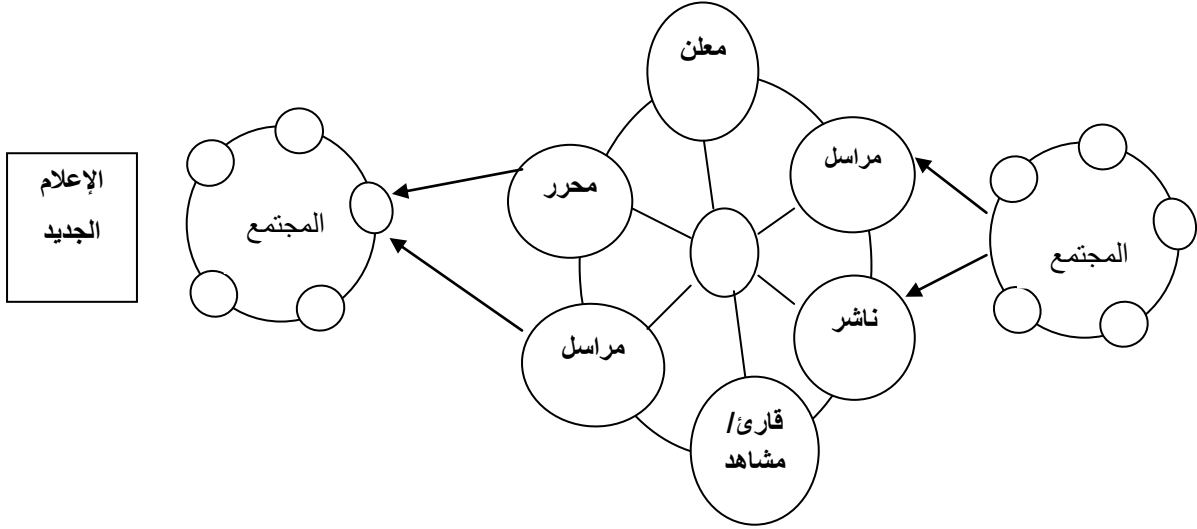 معلن
مراسل
محرر
المجتمع
الإعلام
الجديد
المجتمع
ناشر
مراسل
قارئ/
مشاهد